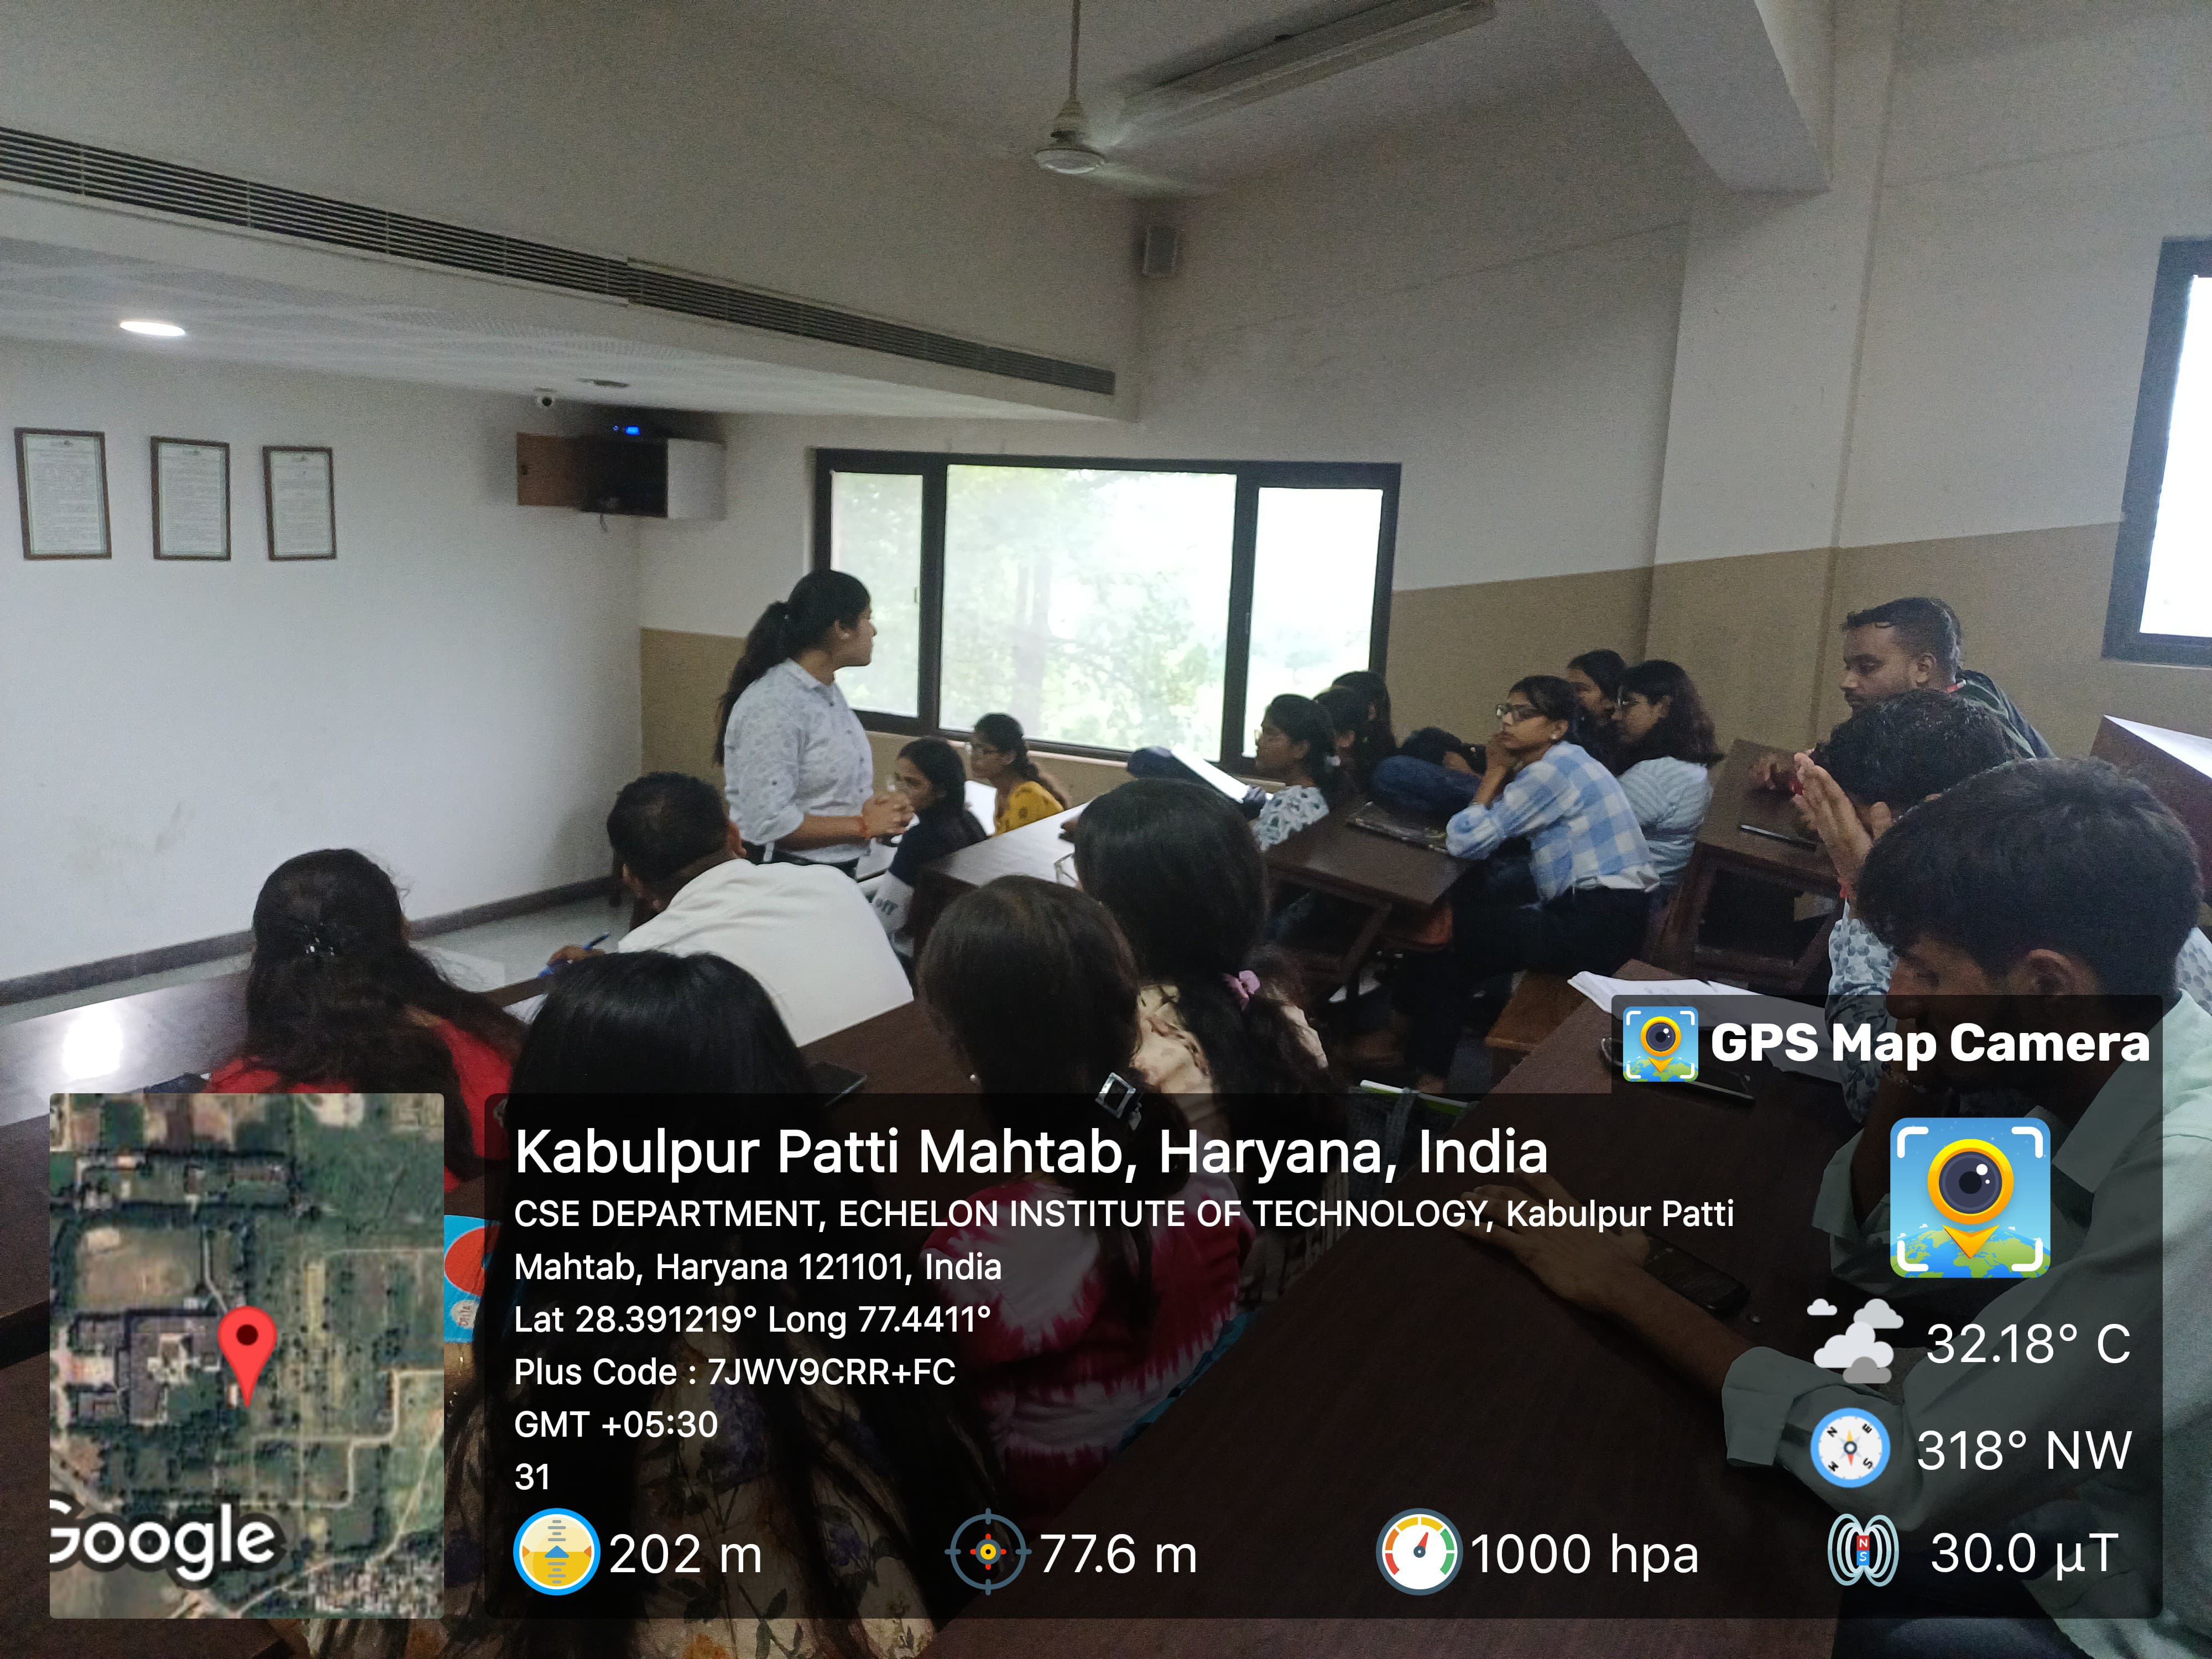 GPS Map Camera
Kabulpur Patti Mahtab, Haryana, India
CSE DEPARTMENT, ECHELON INSTITUTE OF TECHNOLOGY, Kabulpur Patti
Mahtab, Haryana 121101, India
Lat 28.391219° Long 77.4411°
Plus Code : 7JWV9CRR+FC
GMT +05:30
31
32.18° C
318° NW
202 m
77.6 m
1000 hpa
30.0 µT
Google